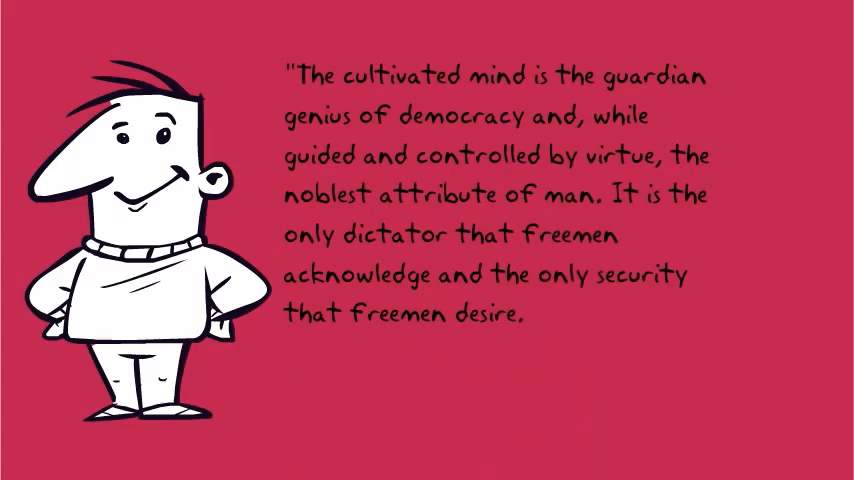 "The cultivated mind is the guardian
genius of democracy and, while
guided and controlled by virtue, the
noblest attribute of man. It is the
only dictator that freemen
acknowledge and the only security
that freemen desire.